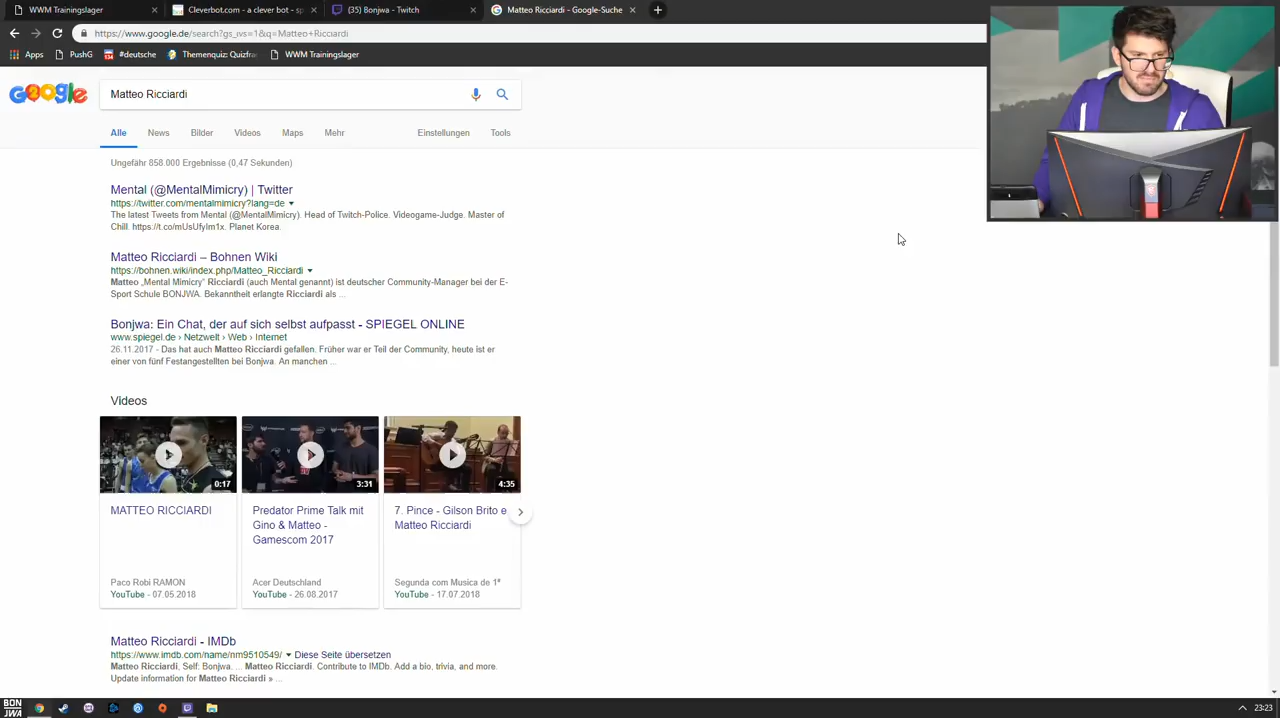 WWM Trainingslager
Cleverbot.com - a clever bot - sp
(35) Bonjwa - Twitch
Matteo Ricciardi - Google-Suche
https://www.google.de/search?gs_ivs=1&q=Matteo+Ricciardi
Apps
PushG
134
#deutsche
Themenquiz: Quizfra
WWM Trainingslager
Google
Matteo Ricciardi
Alle
News
Bilder
Videos
Maps
Mehr
Einstellungen
Tools
Ungefähr 858.000 Ergebnisse (0,47 Sekunden)
Mental (@MentalMimicry) | Twitter
https://twitter.com/mentalmimicry?lang=de
The latest Tweets from Mental (@MentalMimicry). Head of Twitch-Police. Videogame-Judge. Master of
Chill. https://t.co/mUsUfyIm1x. Planet Korea.
Matteo Ricciardi – Bohnen Wiki
https://bohnen.wiki/index.php/Matteo_Ricciardi
Matteo „Mental Mimicry“ Ricciardi (auch Mental genannt) ist deutscher Community-Manager bei der E-
Sport Schule BONJWA. Bekanntheit erlangte Ricciardi als ...
Bonjwa: Ein Chat, der auf sich selbst aufpasst - SPIEGEL ONLINE
www.spiegel.de › Netzwelt › Web › Internet
26.11.2017 - Das hat auch Matteo Ricciardi gefallen. Früher war er Teil der Community, heute ist er
einer von fünf Festangestellten bei Bonjwa. An manchen ...
Videos
0:17
3:31
4:35
MATTEO RICCIARDI
Paco Robi RAMON
YouTube - 07.05.2018
Predator Prime Talk mit
Gino & Matteo -
Gamescom 2017
Acer Deutschland
YouTube - 26.08.2017
7. Pince - Gilson Brito e
Matteo Ricciardi
Segunda com Musica de 1ª
YouTube - 17.07.2018
Matteo Ricciardi - IMDb
https://www.imdb.com/name/nm9510549/
Diese Seite übersetzen
Matteo Ricciardi, Self: Bonjwa. ... Matteo Ricciardi. Contribute to IMDb. Add a bio, trivia, and more.
Update information for Matteo Ricciardi » ...
BON
JWA
23:23